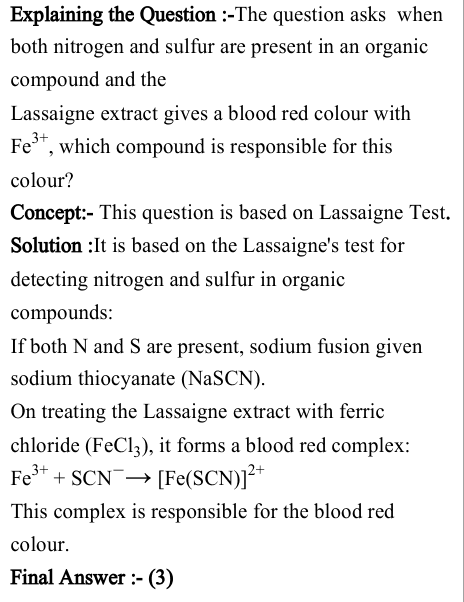 Explaining the Question :-The question asks when
both nitrogen and sulfur are present in an organic
compound and the
Lassaigne extract gives a blood red colour with
Fe³⁺, which compound is responsible for this
colour?
Concept:- This question is based on Lassaigne Test.
Solution :It is based on the Lassaigne's test for
detecting nitrogen and sulfur in organic
compounds:
If both N and S are present, sodium fusion given
sodium thiocyanate (NaSCN).
On treating the Lassaigne extract with ferric
chloride (FeCl₃), it forms a blood red complex:
Fe³⁺ + SCN⁻⟶ [Fe(SCN)]²⁺
This complex is responsible for the blood red
colour.
Final Answer :- (3)